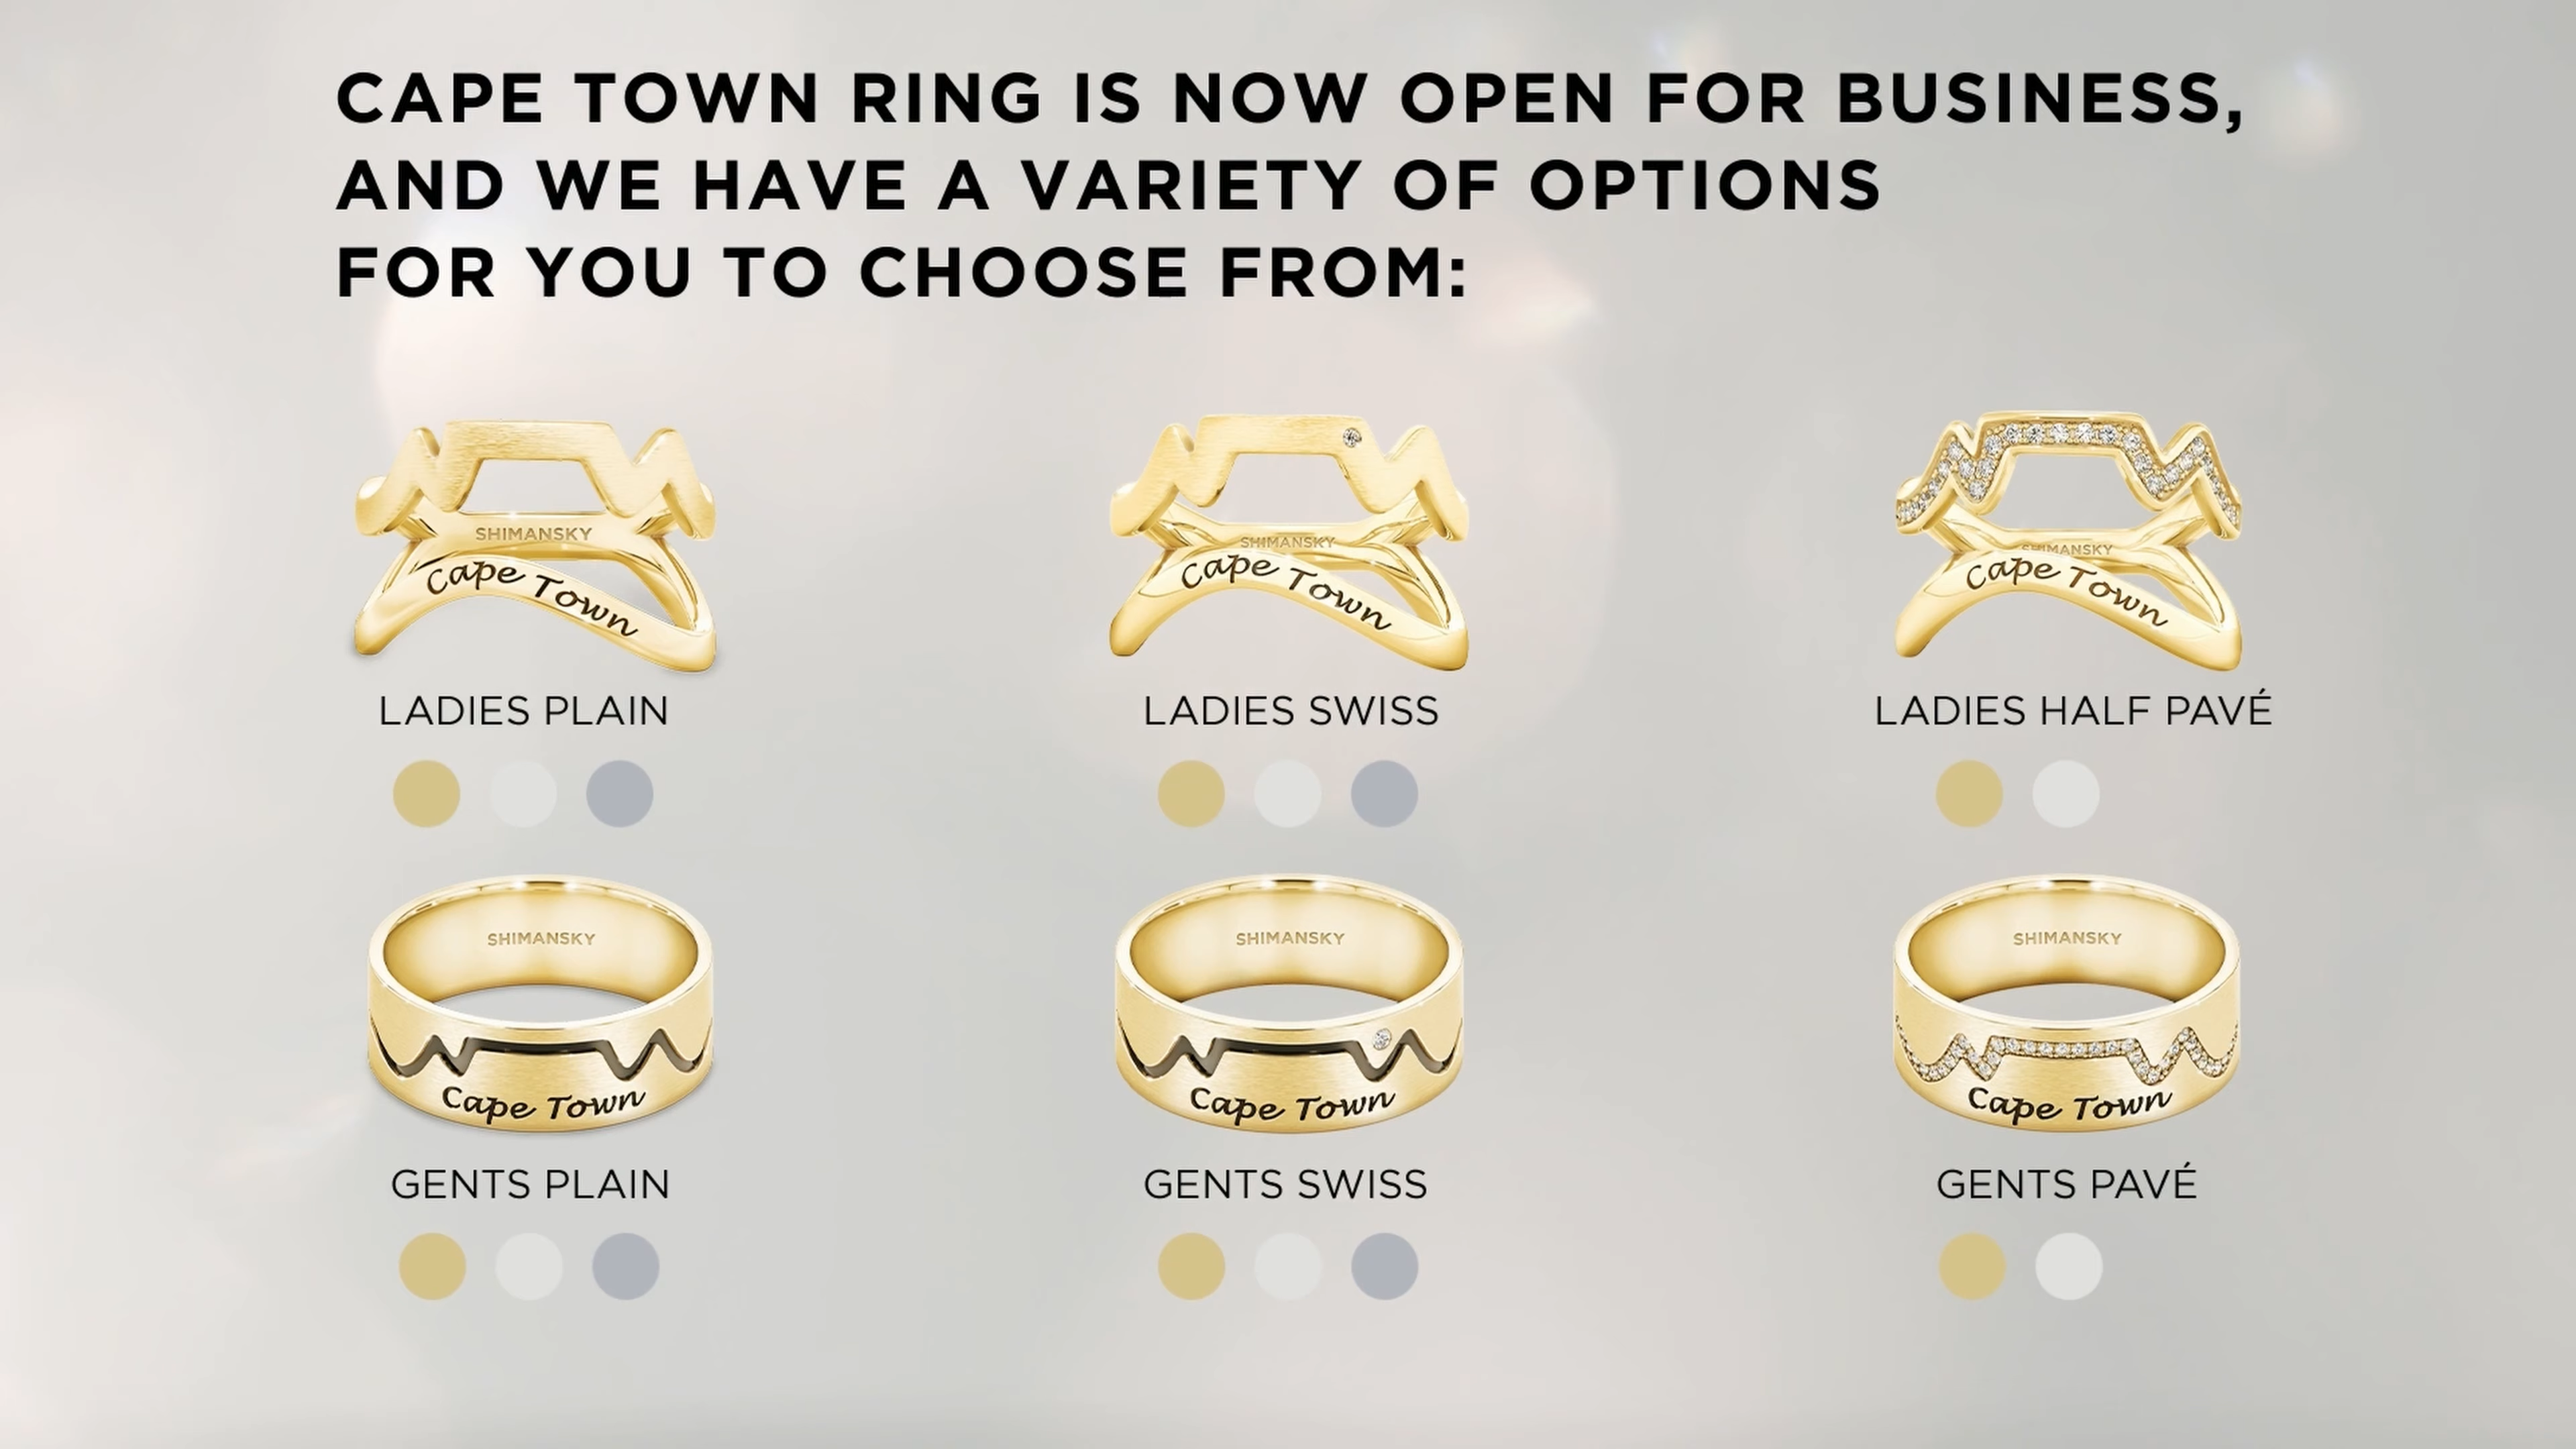 CAPE TOWN RING IS NOW OPEN FOR BUSINESS,
AND WE HAVE A VARIETY OF OPTIONS
FOR YOU TO CHOOSE FROM:
SHIMANSKY
Cape Town
LADIES PLAIN
SHIMANSKY
Cape Town
LADIES SWISS
SHIMANSKY
Cape Town
LADIES HALF PAVÉ
SHIMANSKY
Cape Town
GENTS PLAIN
SHIMANSKY
Cape Town
GENTS SWISS
SHIMANSKY
Cape Town
GENTS PAVÉ